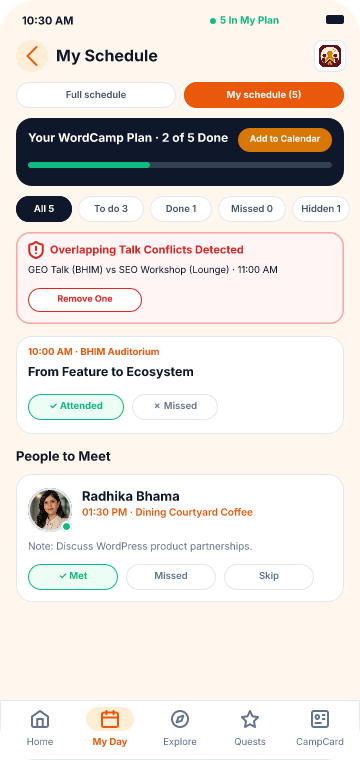 10:30 AM
5 In My Plan
My Schedule
Full schedule
My schedule (5)
Your WordCamp Plan · 2 of 5 Done
Add to Calendar
All 5
To do 3
Done 1
Missed 0
Hidden 1
Overlapping Talk Conflicts Detected
GEO Talk (BHIM) vs SEO Workshop (Lounge) · 11:00 AM
Remove One
10:00 AM · BHIM Auditorium
From Feature to Ecosystem
✓ Attended
× Missed
People to Meet
Radhika Bhama
01:30 PM · Dining Courtyard Coffee
Note: Discuss WordPress product partnerships.
✓ Met
Missed
Skip
Home
My Day
Explore
Quests
CampCard